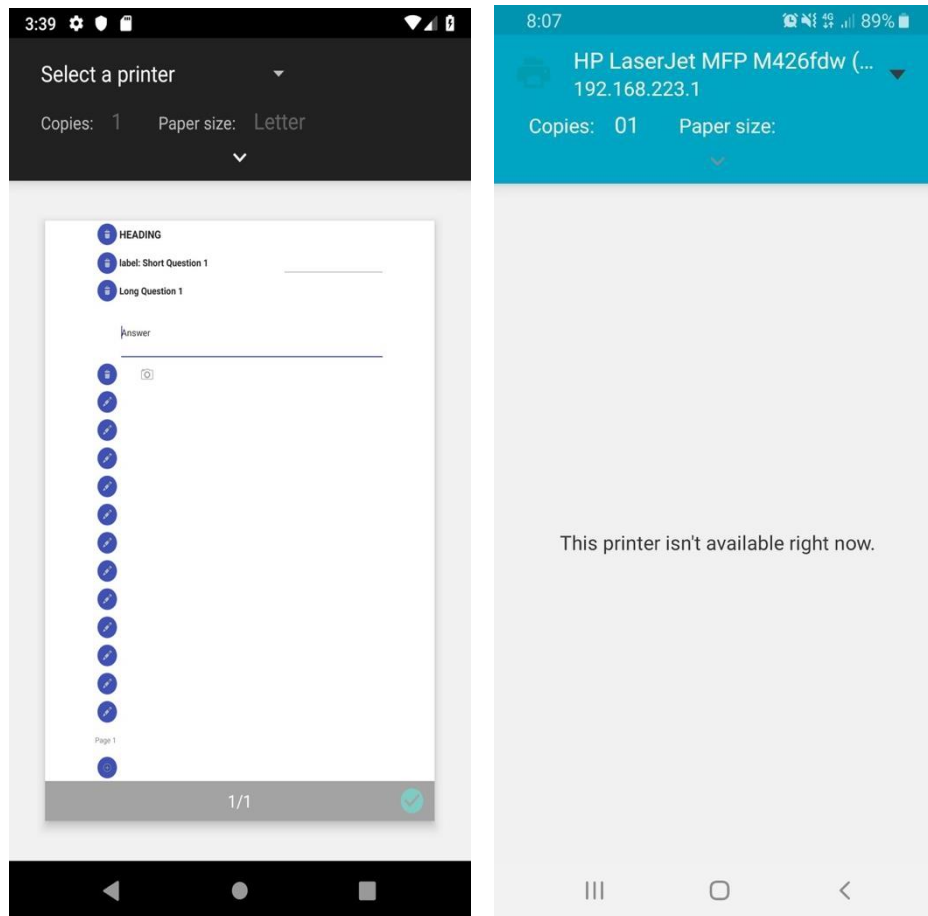 3:39
Select a printer
Copies: 1 Paper size: Letter
HEADING
label: Short Question 1
Long Question 1
Answer
Page 1
1/1
8:07 4G 89%
HP LaserJet MFP M426fdw (...
192.168.223.1
Copies: 01 Paper size:
This printer isn't available right now.